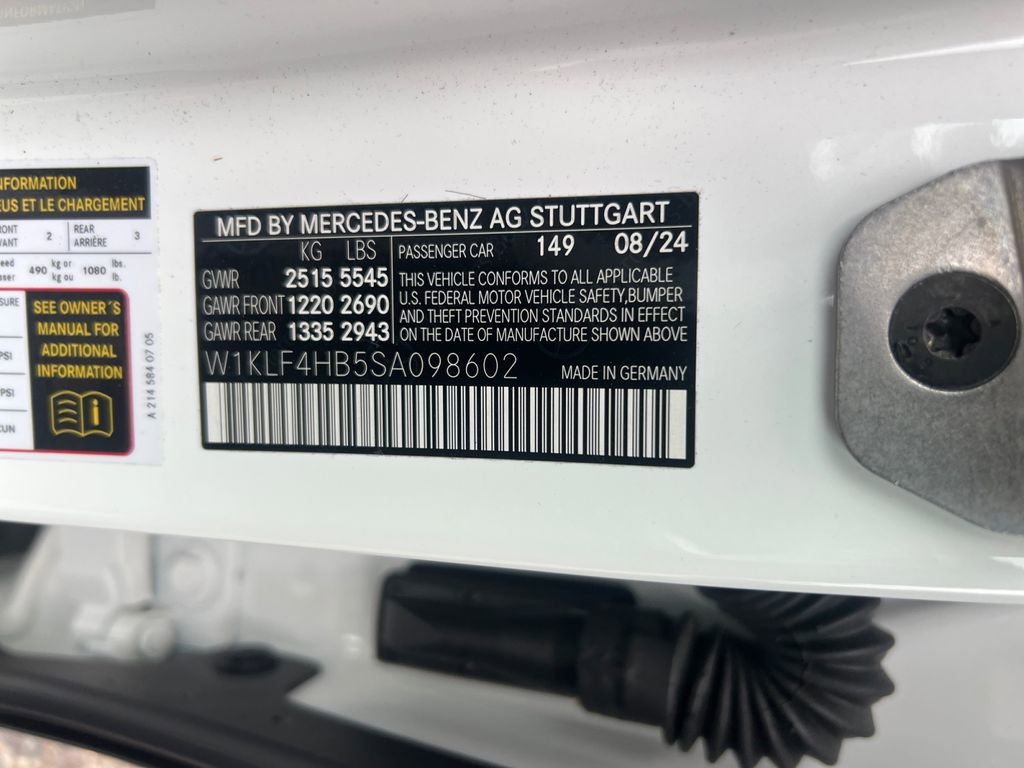 INFORMATION
NFORMATION
EUS ET LE CHARGEMENT
RONT 2 REAR 3
VANT ARRIÈRE
490 kg or 1080 lbs.
kg ou lb.
SEE OWNER´S
MANUAL FOR
ADDITIONAL
INFORMATION
PSI
PSI
A 214 584 07 05
MFD BY MERCEDES-BENZ AG STUTTGART
KG LBS
GVWR 2515 5545
GAWR FRONT 1220 2690
GAWR REAR 1335 2943
PASSENGER CAR 149 08/24
THIS VEHICLE CONFORMS TO ALL APPLICABLE
U.S. FEDERAL MOTOR VEHICLE SAFETY,BUMPER
AND THEFT PREVENTION STANDARDS IN EFFECT
ON THE DATE OF MANUFACTURE SHOWN ABOVE
W1KLF4HB5SA098602 MADE IN GERMANY